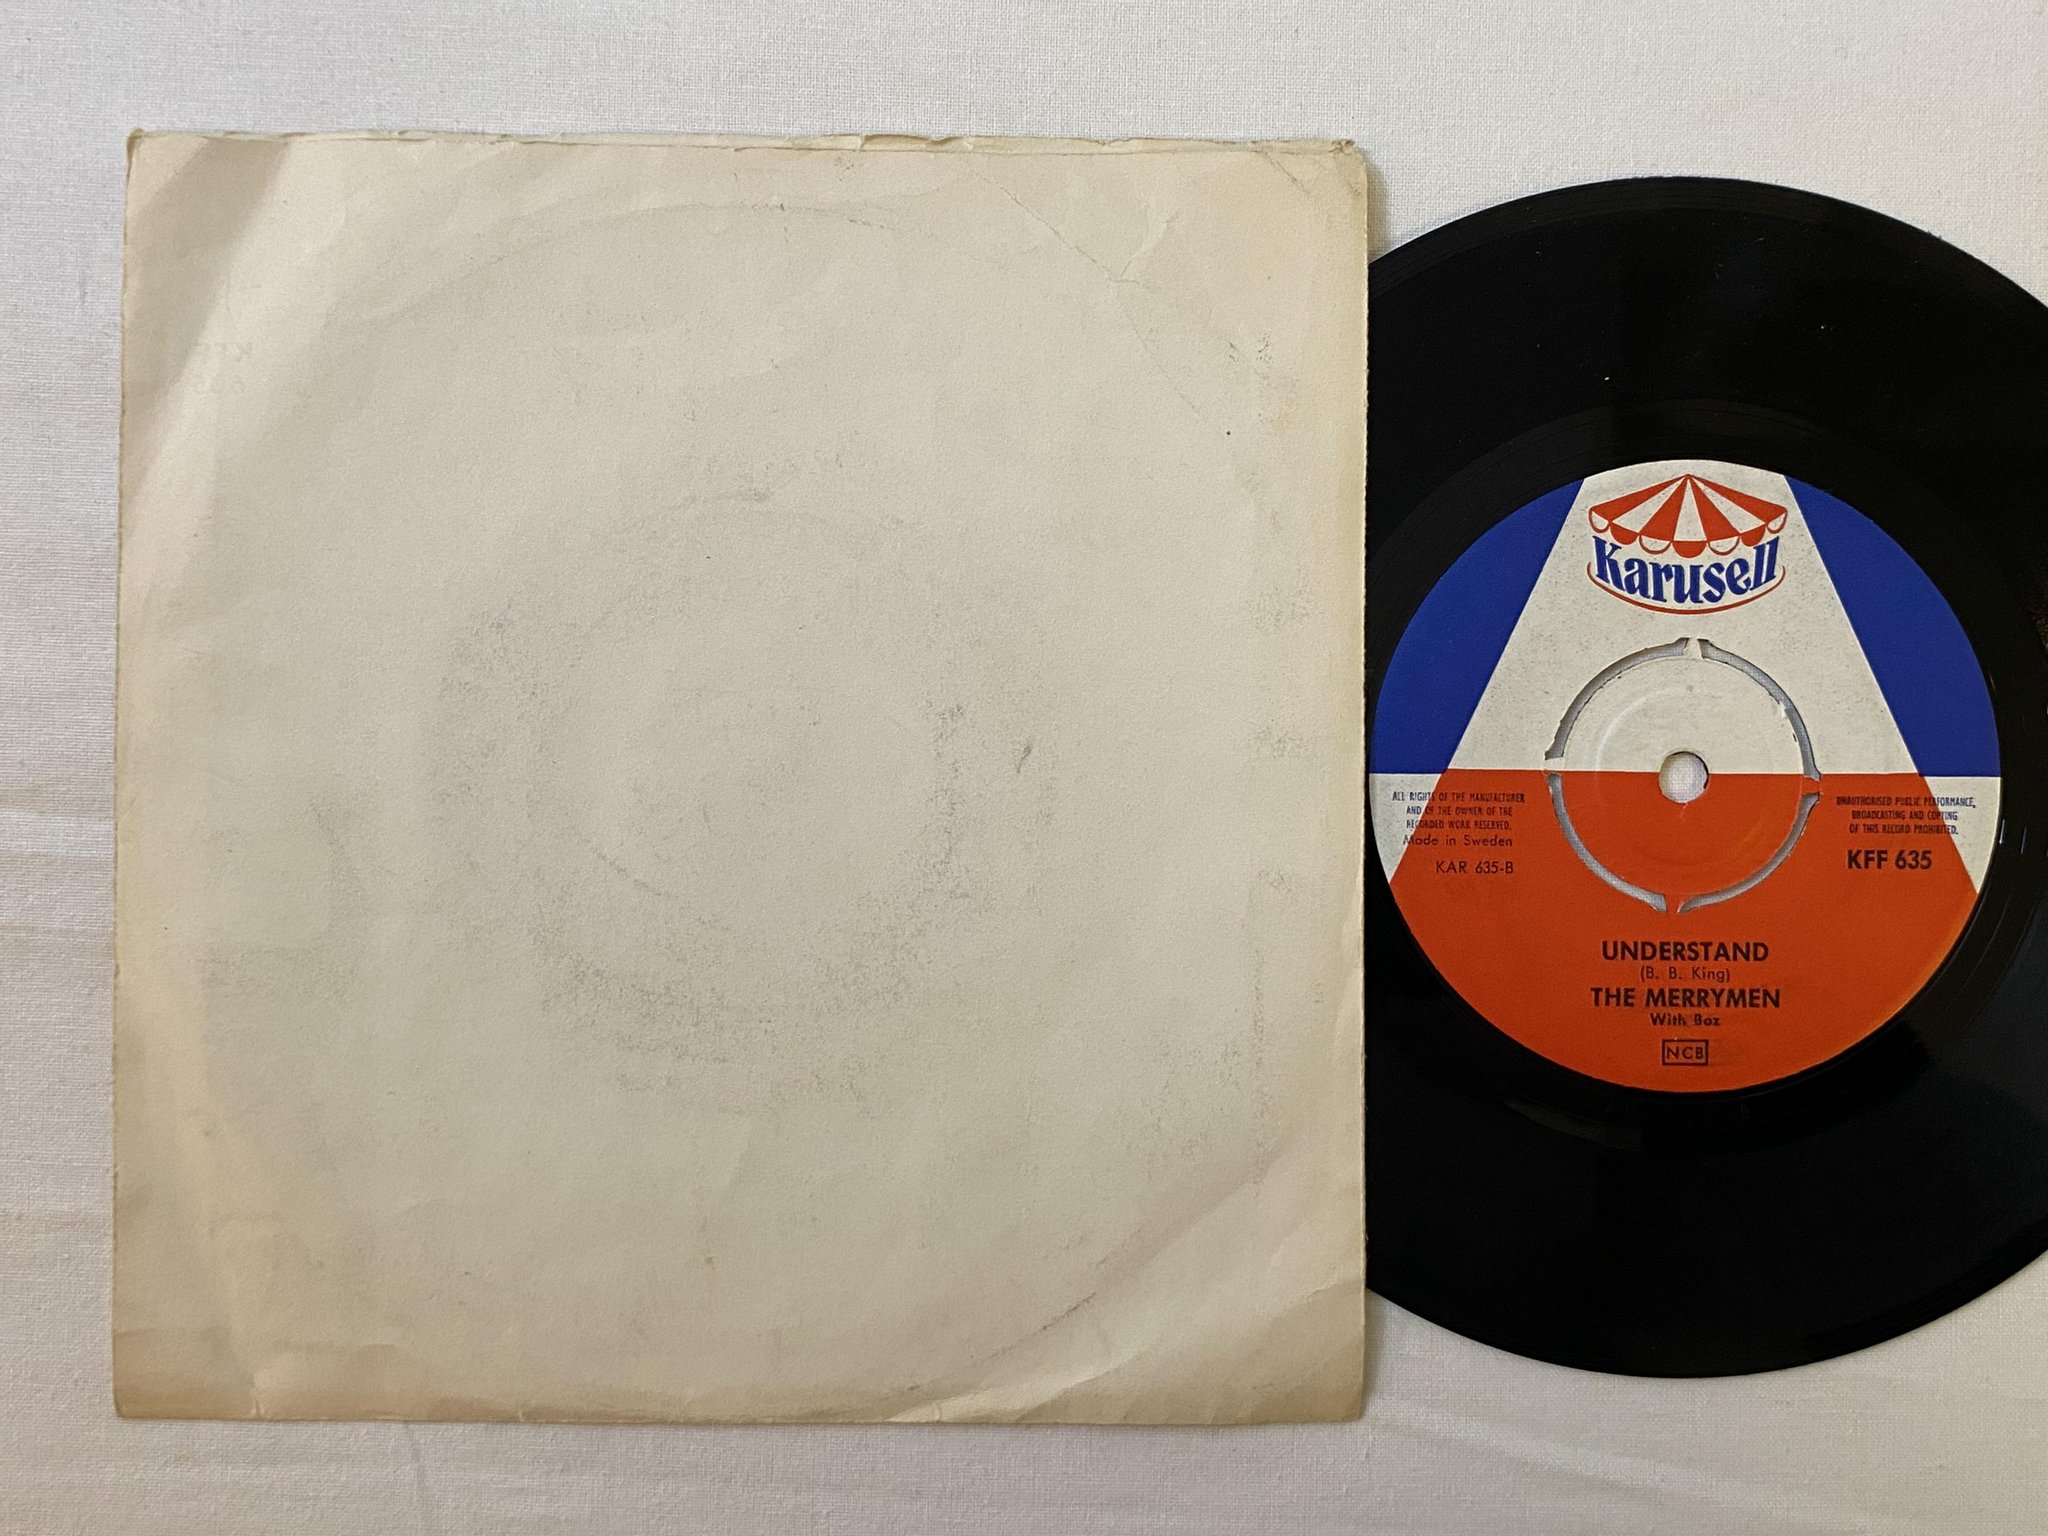 Karusell
ALL RIGHTS OF THE MANUFACTURER
AND OF THE OWNER OF THE
RECORDED WORK RESERVED.
Made in Sweden
KAR 635-B
UNAUTHORISED PUBLIC PERFORMANCE,
BROADCASTING AND COPYING
OF THIS RECORD PROHIBITED.
KFF 635
UNDERSTAND
(B. B. King)
THE MERRYMEN
With Boz
NCB